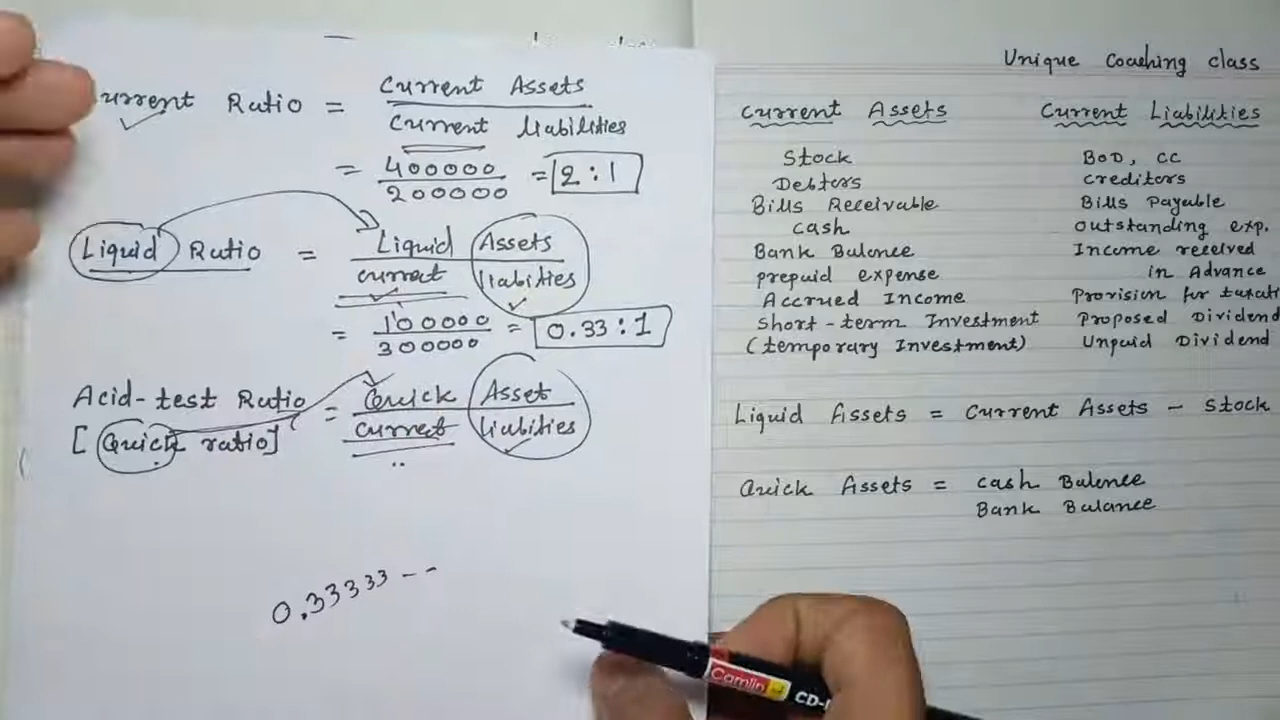 urrent Ratio = Current Assets
Current liabilities
= 400000
200000
= 2 : 1
Liquid Ratio = Liquid Assets
current liabities
= 100000
300000
= 0.33 : 1
Acid-test Ratio = Quick Asset
[Quick ratio] current liabities
0.33333--
Unique Coaching class
Current Assets Current Liabilities
Stock BOD, CC
Debtors creditors
Bills Receivable Bills Payable
cash outstanding exp.
Bank Balance Income received
prepaid expense in Advance
Accrued Income Provision for taxati
Short-term Investment Proposed Dividend
(temporary Investment) Unpaid Dividend
Liquid Assets = Current Assets - Stock
Quick Assets = cash Balance
Bank Balance
Camlin
CD-